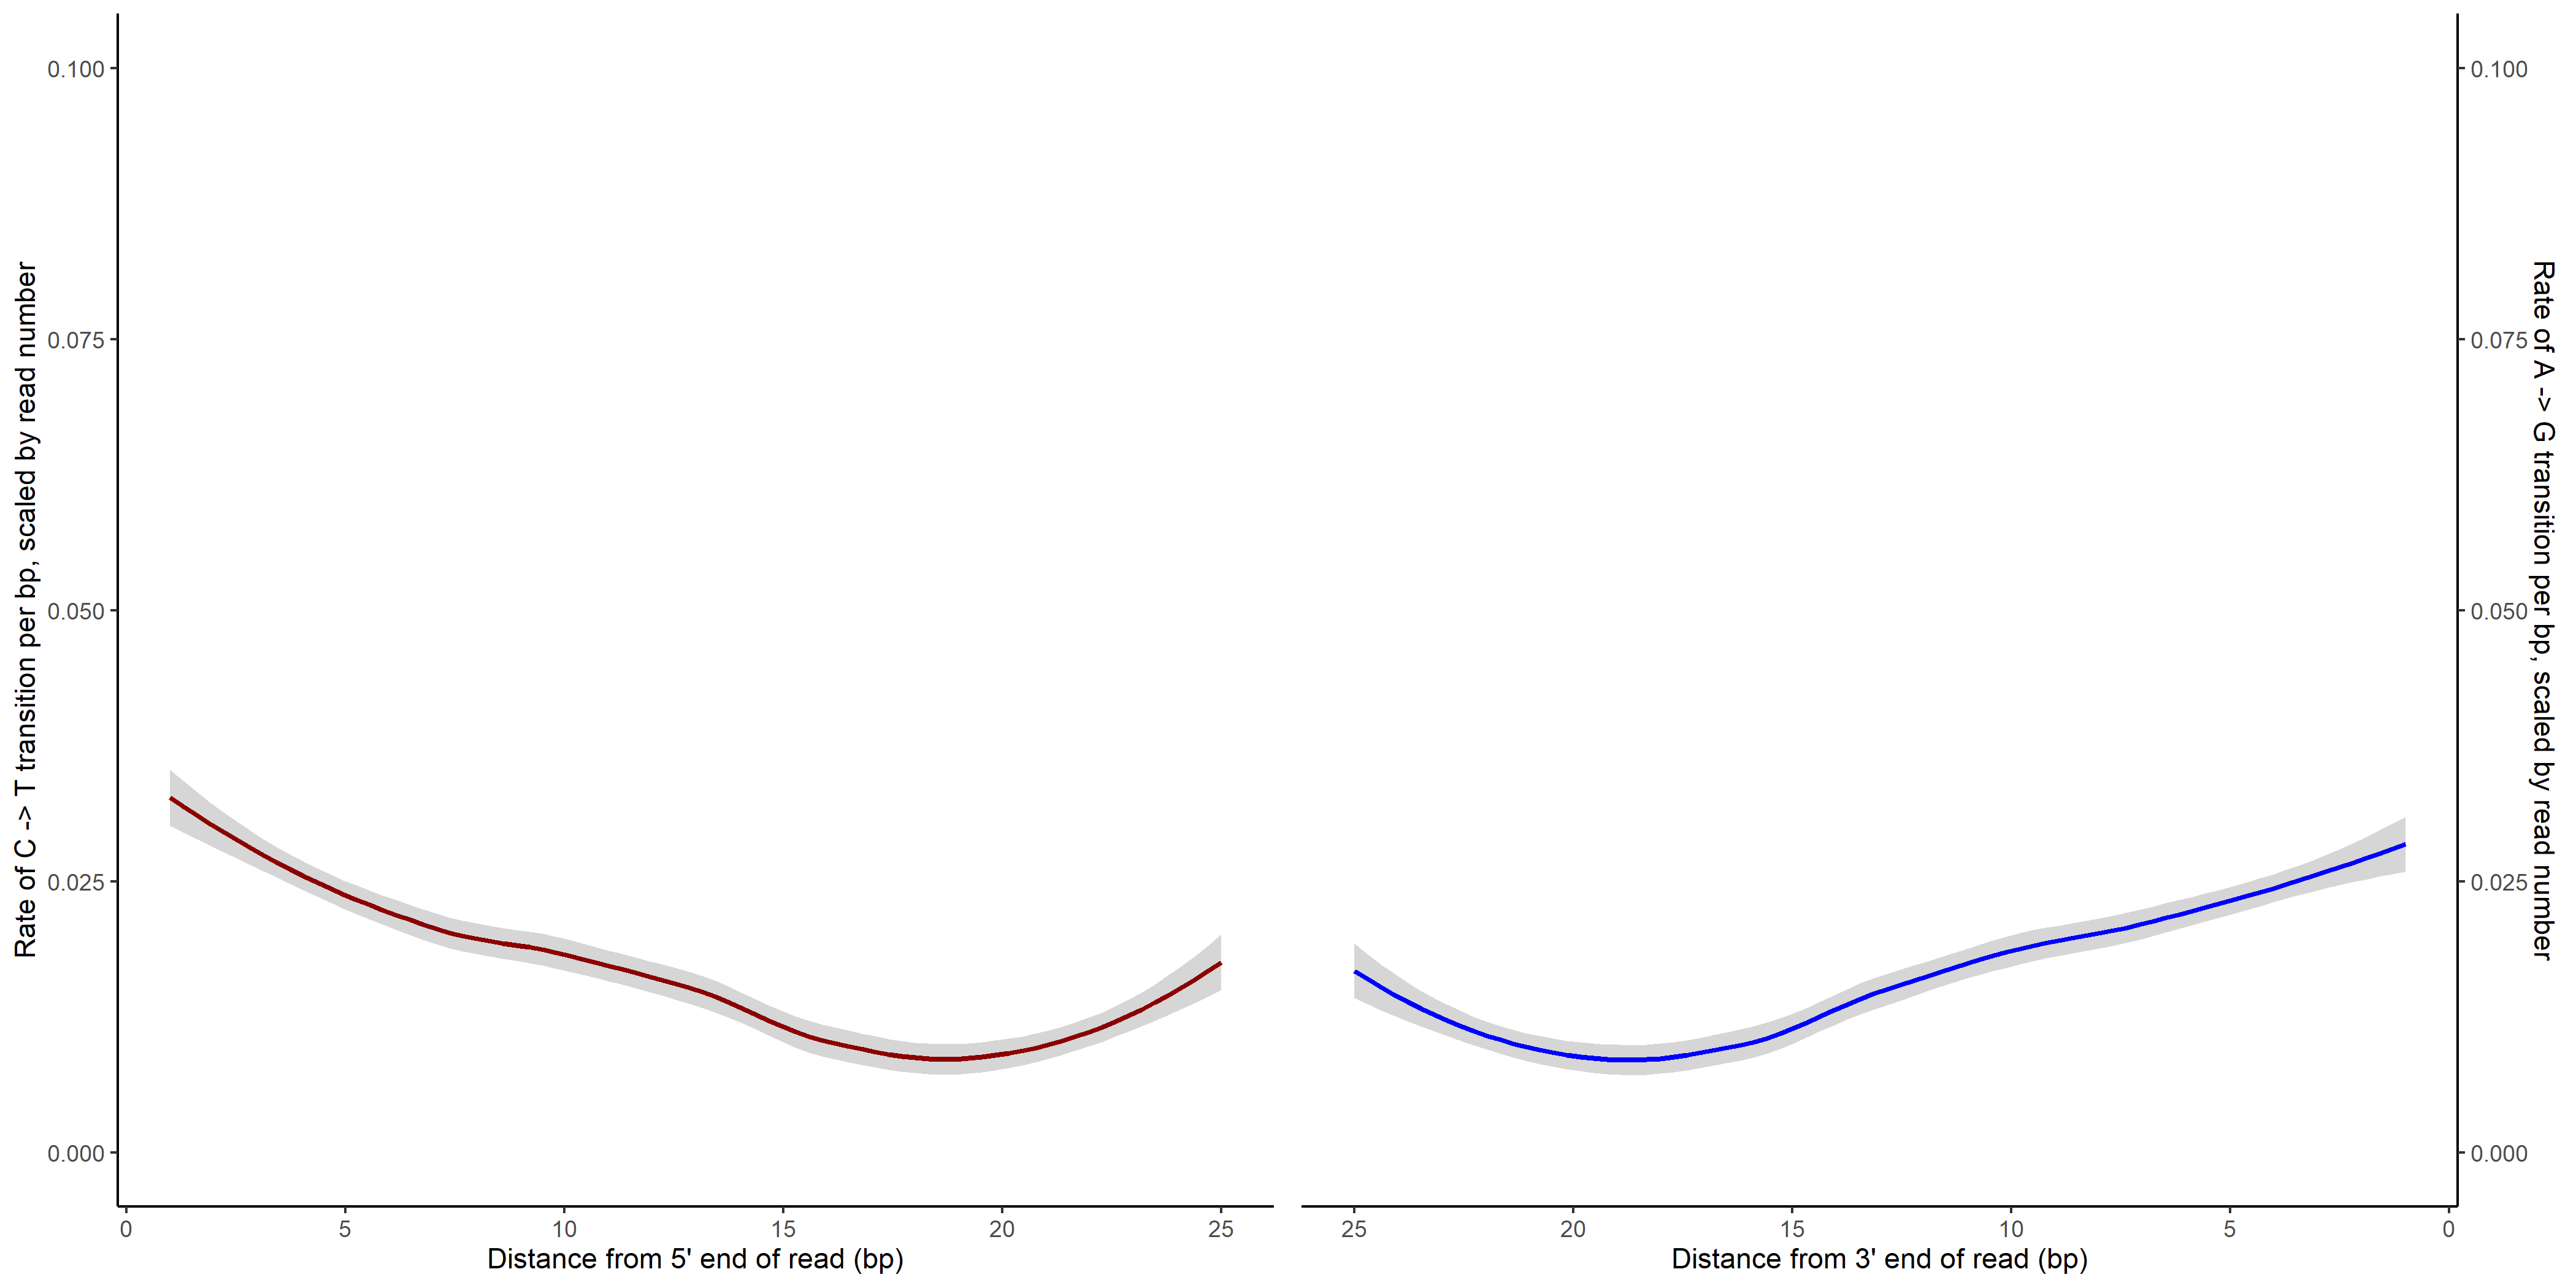 Rate of C -> T transition per bp, scaled by read number
0.100
0.075
0.050
0.025
0.000
0 5 10 15 20 25
Distance from 5' end of read (bp)
25 20 15 10 5 0
Distance from 3' end of read (bp)
0.100
0.075
0.050
0.025
0.000
Rate of A -> G transition per bp, scaled by read number